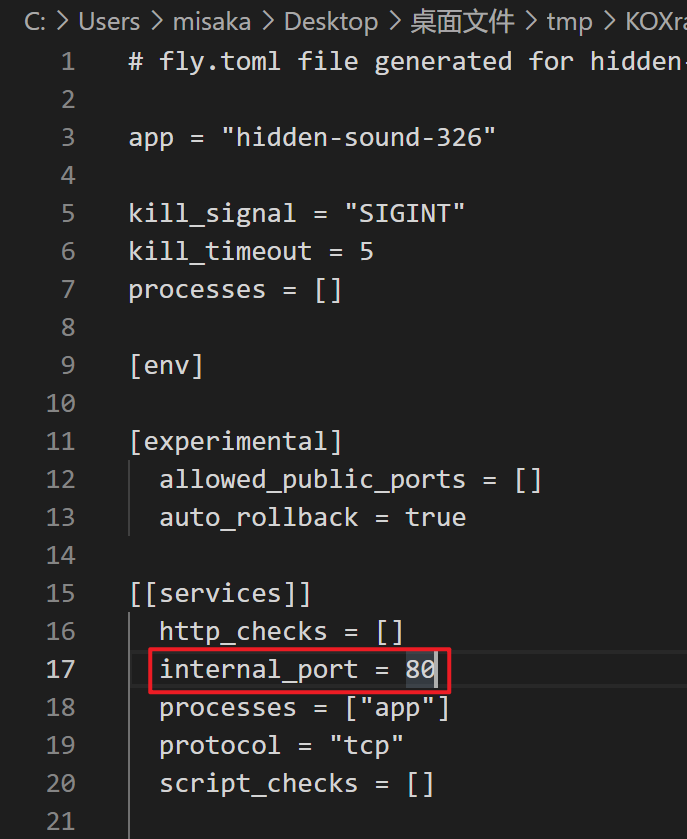 C: > Users > misaka > Desktop > 桌面文件 > tmp > KOXra
1 # fly.toml file generated for hidden-
2
3 app = "hidden-sound-326"
4
5 kill_signal = "SIGINT"
6 kill_timeout = 5
7 processes = []
8
9 [env]
10
11 [experimental]
12   allowed_public_ports = []
13   auto_rollback = true
14
15 [[services]]
16   http_checks = []
17   internal_port = 80
18   processes = ["app"]
19   protocol = "tcp"
20   script_checks = []
21